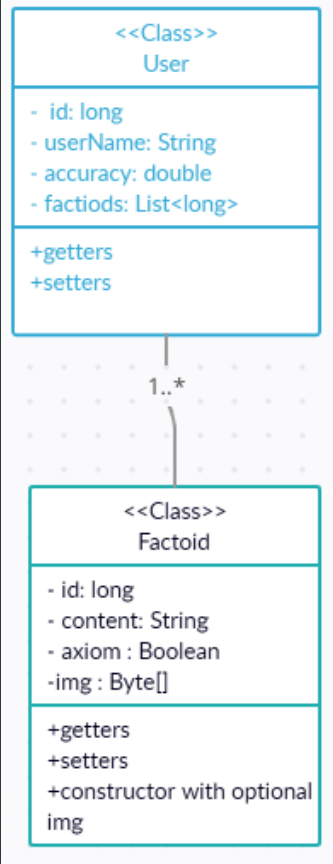 <<Class>>
User
- id: long
- userName: String
- accuracy: double
- factiods: List<long>
+getters
+setters
1..*
<<Class>>
Factoid
- id: long
- content: String
- axiom : Boolean
-img : Byte[]
+getters
+setters
+constructor with optional
img